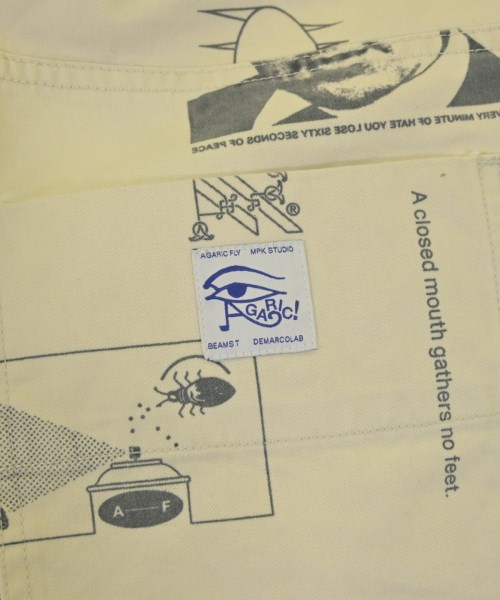 VERY MINUTE OF HATE YOU LOSE SIXTY SECONDS OF PEACE
®
AGARIC FLY MPK STUDIO
AGARIC!
BEAMS T DEMARCOLAB
A closed mouth gathers no feet.
A F